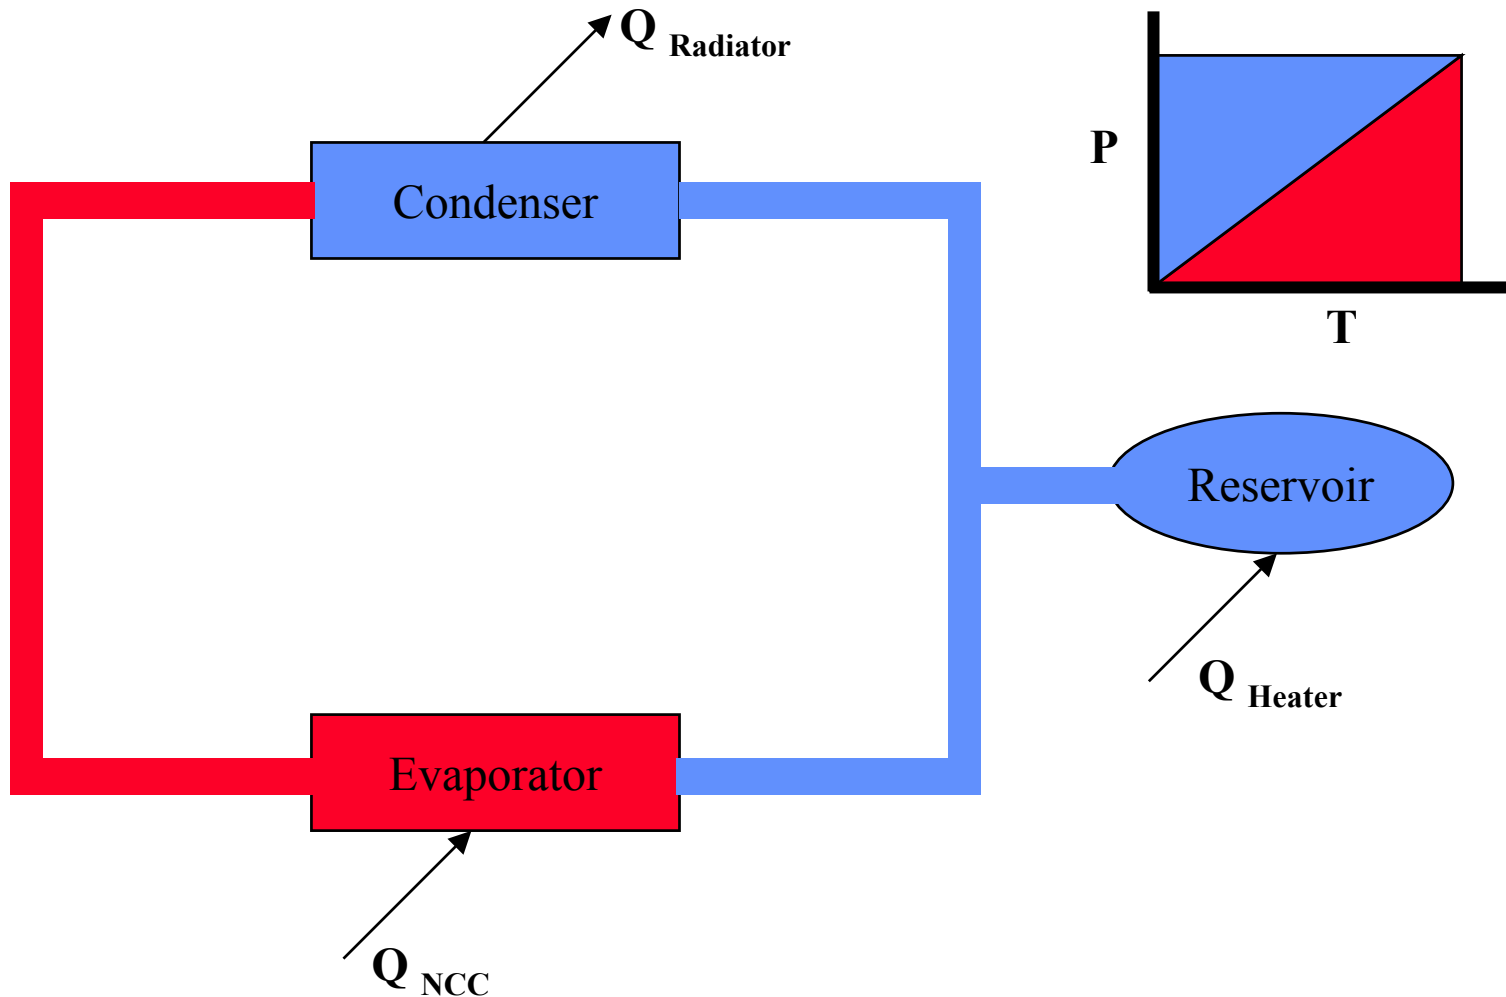 Q Radiator
Condenser
P
T
Reservoir
Q Heater
Evaporator
Q NCC